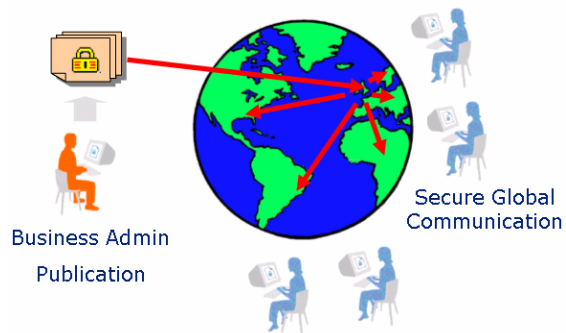 Business Admin
Publication
Secure Global
Communication